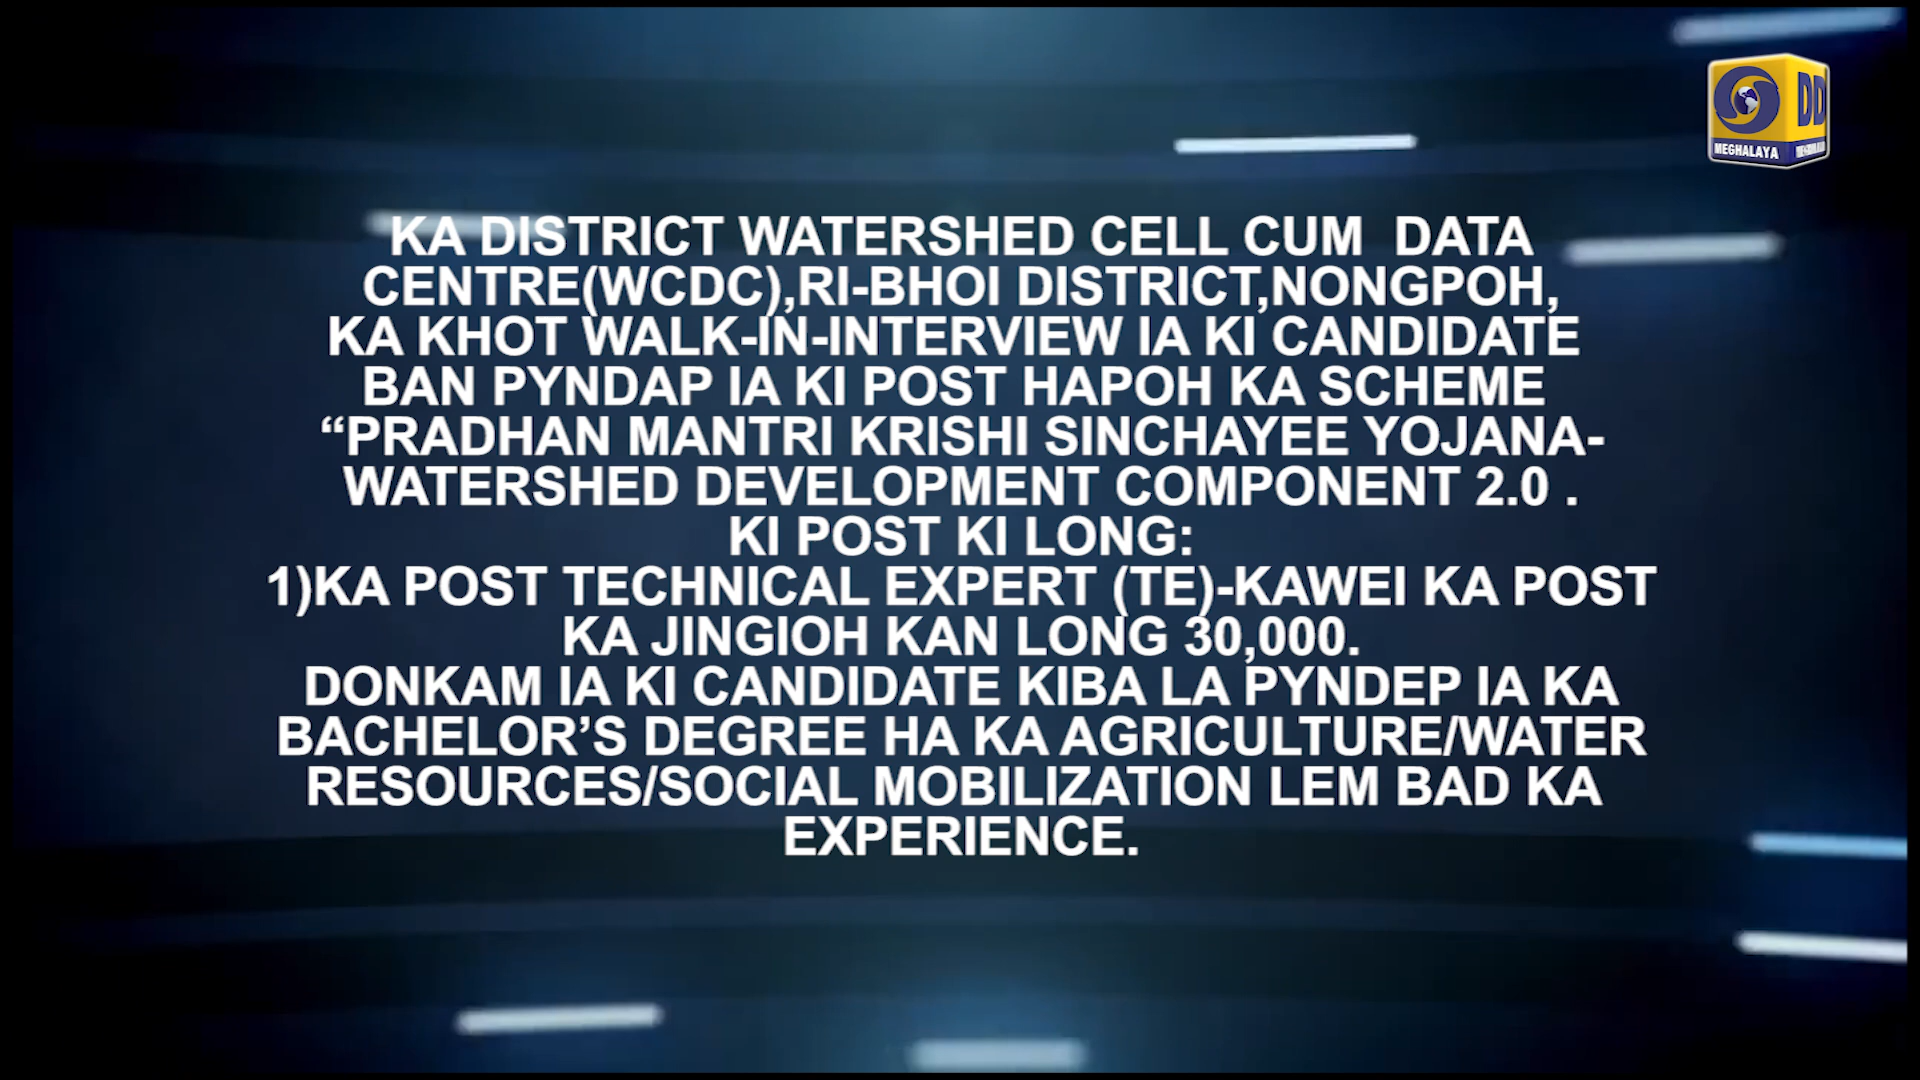 DD
MEGHALAYA
KA DISTRICT WATERSHED CELL CUM DATA
CENTRE(WCDC),RI-BHOI DISTRICT,NONGPOH,
KA KHOT WALK-IN-INTERVIEW IA KI CANDIDATE
BAN PYNDAP IA KI POST HAPOH KA SCHEME
“PRADHAN MANTRI KRISHI SINCHAYEE YOJANA-
WATERSHED DEVELOPMENT COMPONENT 2.0 .
KI POST KI LONG:
1)KA POST TECHNICAL EXPERT (TE)-KAWEI KA POST
KA JINGIOH KAN LONG 30,000.
DONKAM IA KI CANDIDATE KIBA LA PYNDEP IA KA
BACHELOR’S DEGREE HA KA AGRICULTURE/WATER
RESOURCES/SOCIAL MOBILIZATION LEM BAD KA
EXPERIENCE.